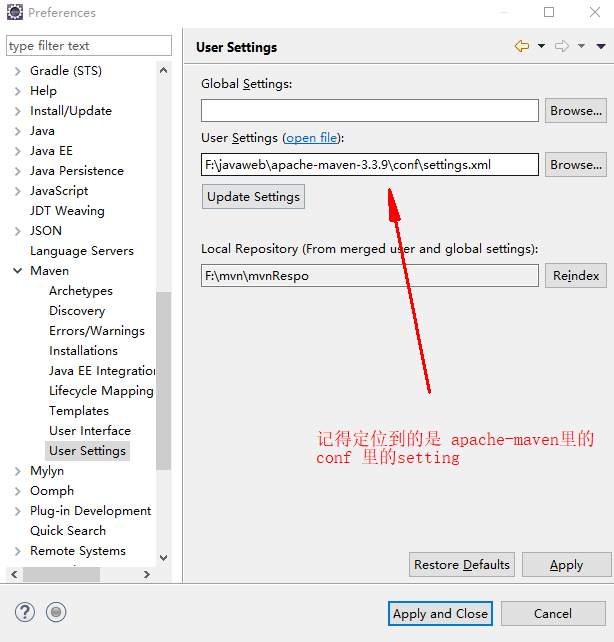 Preferences
type filter text
Gradle (STS)
Help
Install/Update
Java
Java EE
Java Persistence
JavaScript
JDT Weaving
JSON
Language Servers
Maven
Archetypes
Discovery
Errors/Warnings
Installations
Java EE Integration
Lifecycle Mapping
Templates
User Interface
User Settings
Mylyn
Oomph
Plug-in Development
Quick Search
Remote Systems
User Settings
Global Settings:
Browse...
User Settings (open file):
F:\javaweb\apache-maven-3.3.9\conf\settings.xml
Browse...
Update Settings
Local Repository (From merged user and global settings):
F:\mvn\mvnRespo
Reindex
记得定位到的是 apache-maven里的
conf 里的setting
Restore Defaults
Apply
Apply and Close
Cancel